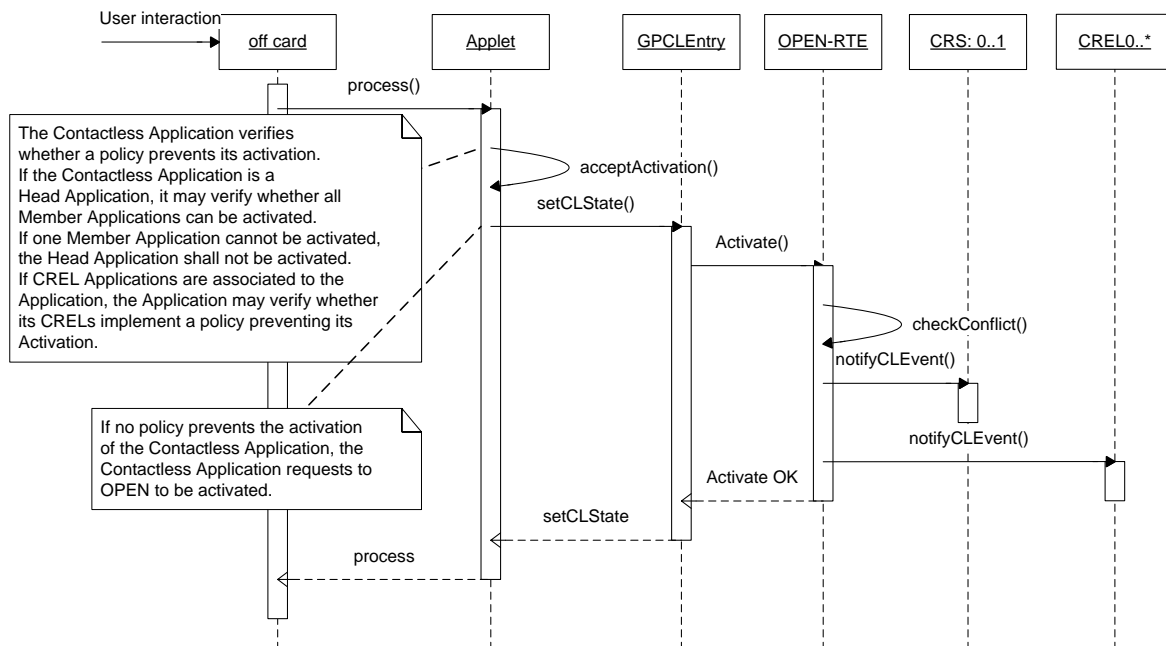 User interaction
off card
Applet
GPCLEntry
OPEN-RTE
CRS: 0..1
CREL0..*
process()
The Contactless Application verifies
whether a policy prevents its activation.
If the Contactless Application is a
Head Application, it may verify whether all
Member Applications can be activated.
If one Member Application cannot be activated,
the Head Application shall not be activated.
If CREL Applications are associated to the
Application, the Application may verify whether
its CRELs implement a policy preventing its
Activation.
acceptActivation()
setCLState()
Activate()
checkConflict()
notifyCLEvent()
If no policy prevents the activation
of the Contactless Application, the
Contactless Application requests to
OPEN to be activated.
notifyCLEvent()
Activate OK
setCLState
process